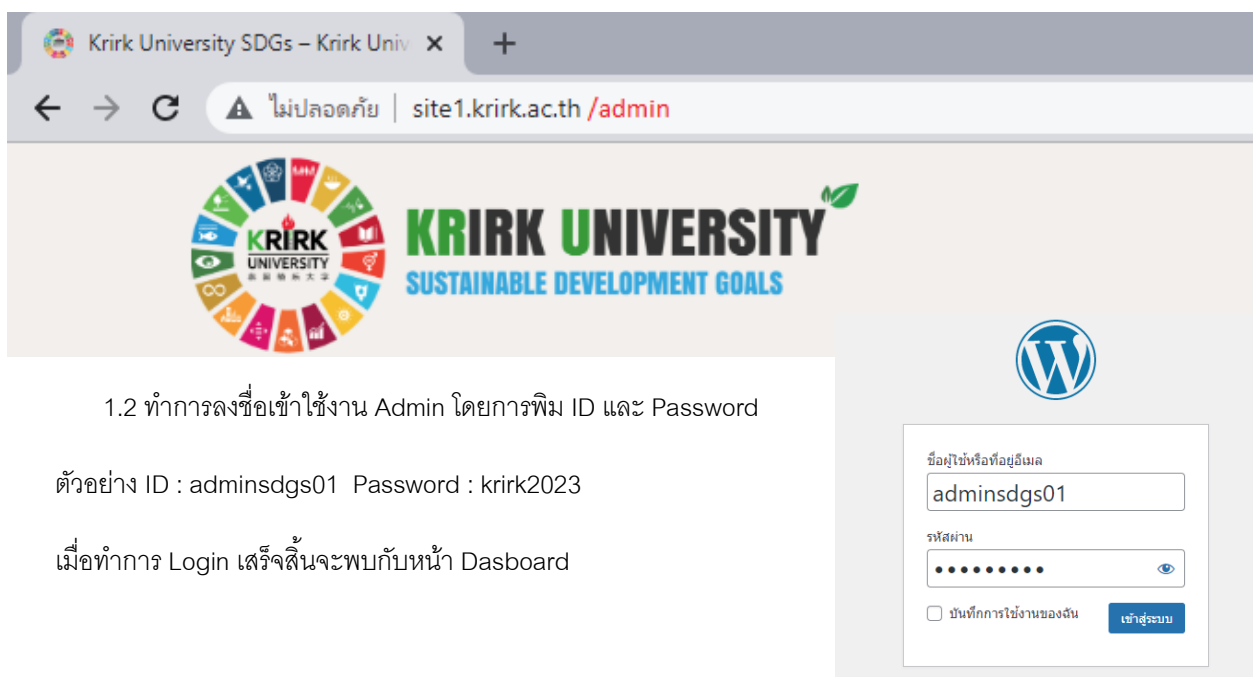 Krirk University SDGs – Krirk Univ
ไม่ปลอดภัย | site1.krirk.ac.th /admin
KRIRK
UNIVERSITY
KRIRK UNIVERSITY
SUSTAINABLE DEVELOPMENT GOALS
1.2 ทำการลงชื่อเข้าใช้งาน Admin โดยการพิม ID และ Password
ตัวอย่าง ID : adminsdgs01 Password : krirk2023
เมื่อทำการ Login เสร็จสิ้นจะพบกับหน้า Dasboard
ชื่อผู้ใช้หรือที่อยู่อีเมล
adminsdgs01
รหัสผ่าน
•••••••••
บันทึกการใช้งานของฉัน
เข้าสู่ระบบ